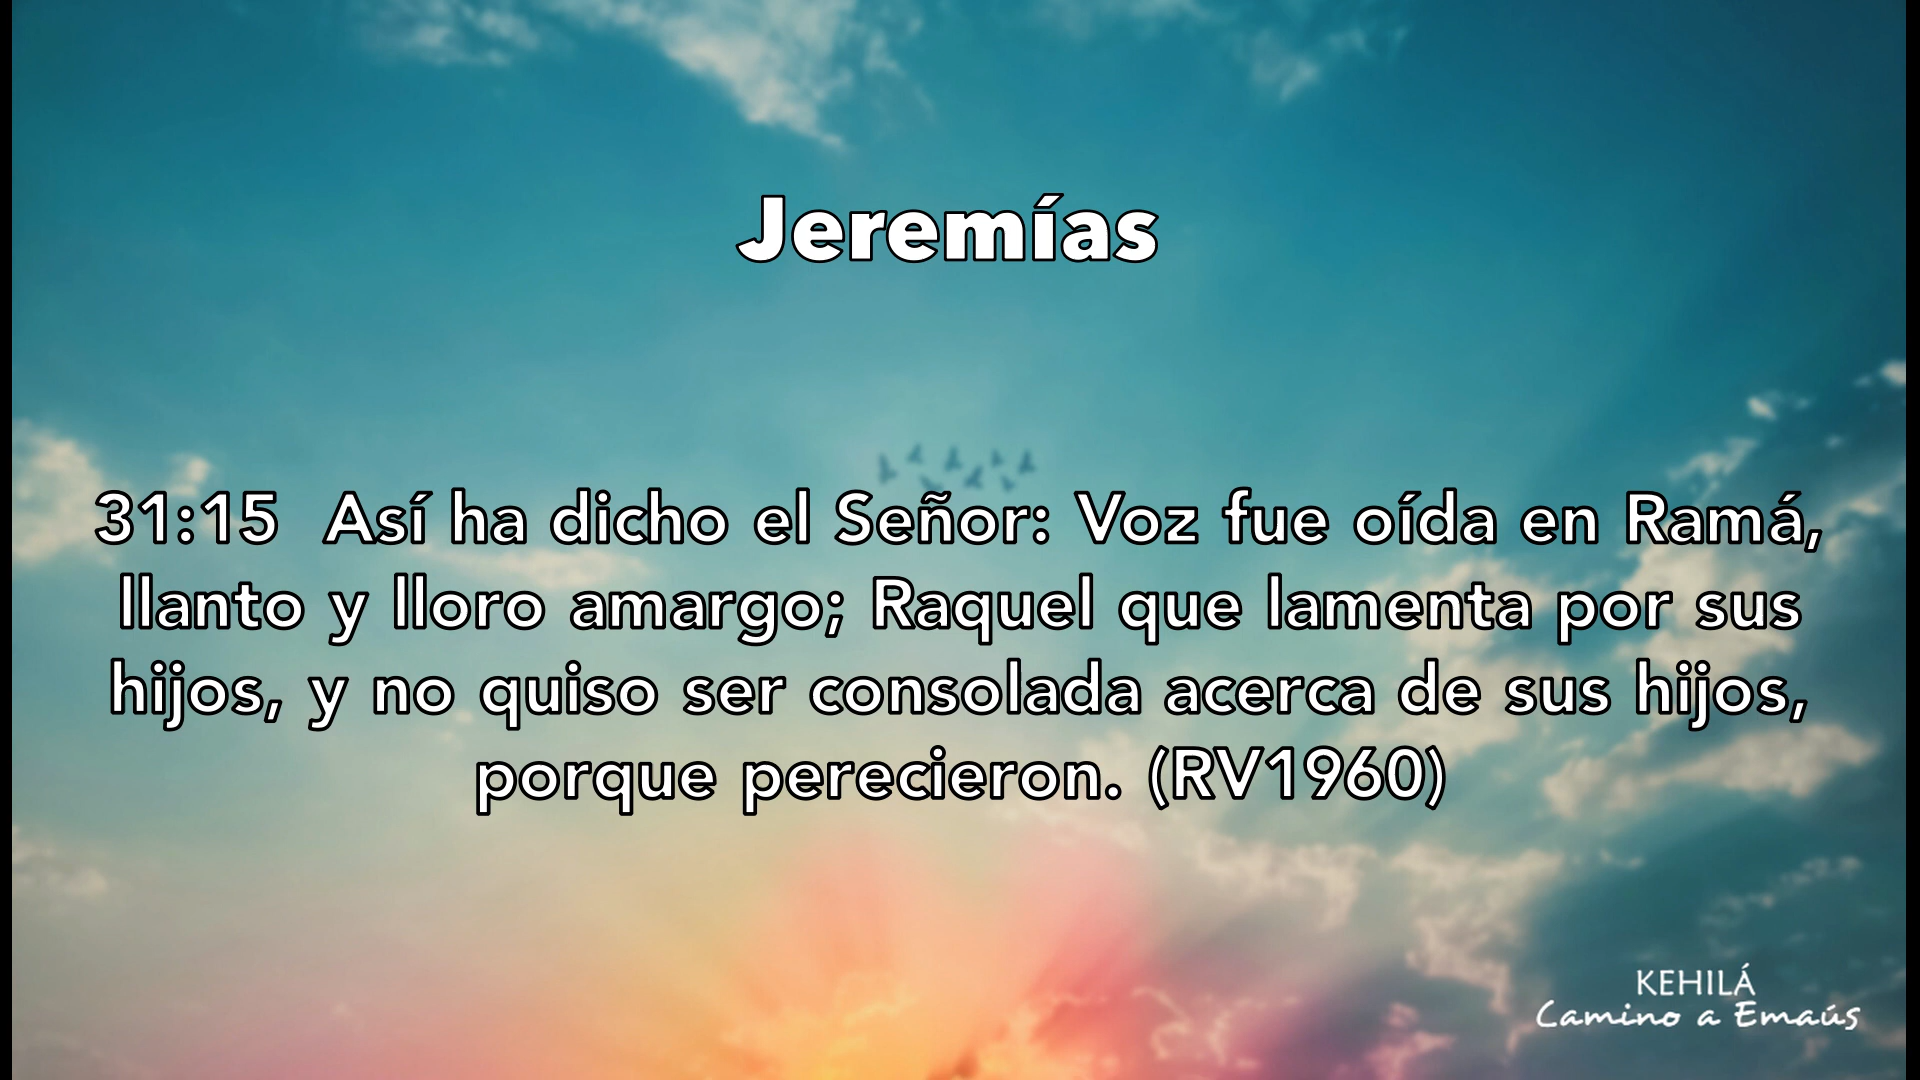 Jeremías
31:15 Así ha dicho el Señor: Voz fue oída en Ramá,
llanto y lloro amargo; Raquel que lamenta por sus
hijos, y no quiso ser consolada acerca de sus hijos,
porque perecieron. (RV1960)
KEHILÁ
Camino a Emaús